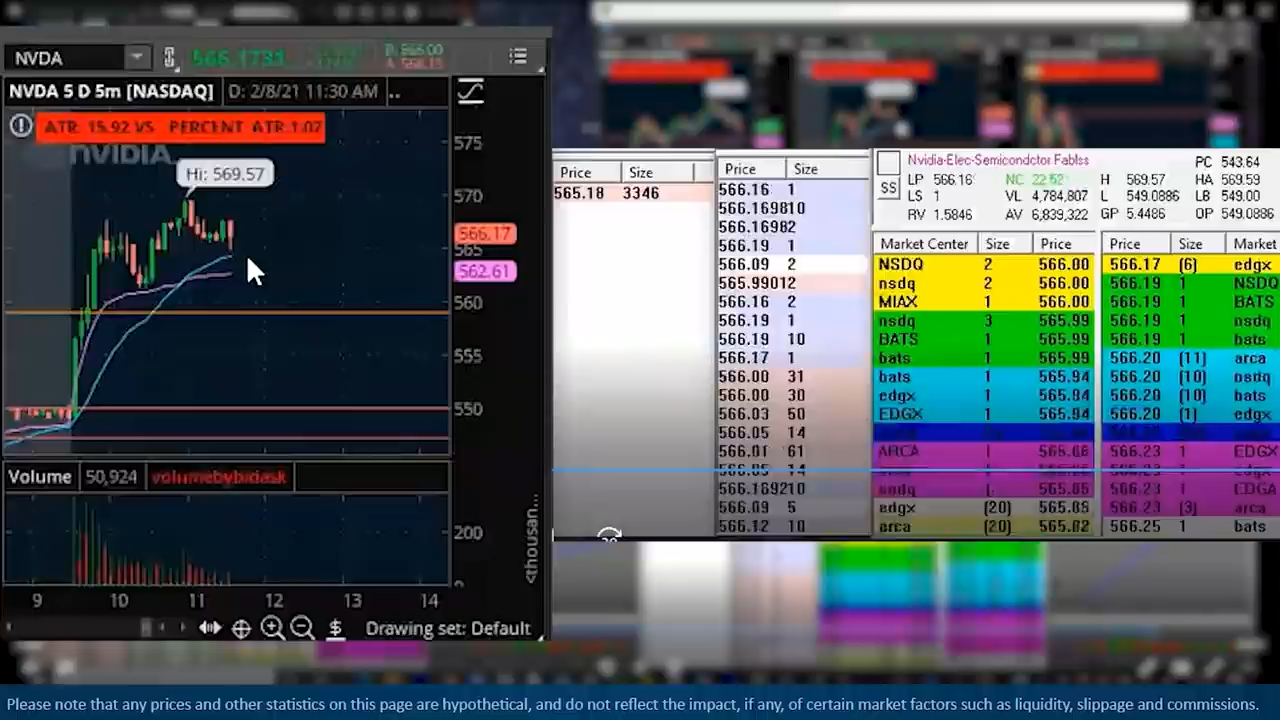 NVDA
566.1731
NVDA 5 D 5m [NASDAQ] D: 2/8/21 11:30 AM ..
ATR 15.92 VS PERCENT ATR 1.07
NVIDIA
Hi: 569.57
575
570
566.17
565
562.61
560
555
550
Volume 50,924 volumebybidask
200
0
<thousan...
9 10 11 12 13 14
Drawing set: Default
Price Size
565.18 3346
Price Size
566.16 1
566.169810
566.16982
566.19 1
566.09 2
565.99012
566.16 2
566.19 1
566.19 10
566.17 1
566.00 31
566.00 30
566.03 50
566.05 14
566.01 61
566.05 14
566.169210
566.09 5
566.12 10
Nvidia-Elec-Semicondctor Fablss PC 543.64
SS LP 566.16 NC 22.52 H 569.57 HA 569.59
LS 1 VL 4,784,807 L 549.0886 LB 549.00
RV 1.5846 AV 6,839,322 GP 5.4486 OP 549.0886
Market Center Size Price Price Size Market
NSDQ 2 566.00 566.17 (6) edgx
nsdq 2 566.00 566.19 1 NSDQ
MIAX 1 566.00 566.19 1 BATS
nsdq 3 565.99 566.19 1 nsdq
BATS 1 565.99 566.19 1 bats
bats 1 565.99 566.20 (11) arca
bats 1 565.94 566.20 (10) nsdq
edgx 1 565.94 566.20 (10) bats
EDGX 1 565.94 566.20 (1) edgx
ARCA 566.23 1 EDGX
566.23 1 EDGA
edgx (20) 566.23 (3) arca
arca (20) 565.82 566.25 1 bats
Please note that any prices and other statistics on this page are hypothetical, and do not reflect the impact, if any, of certain market factors such as liquidity, slippage and commissions.